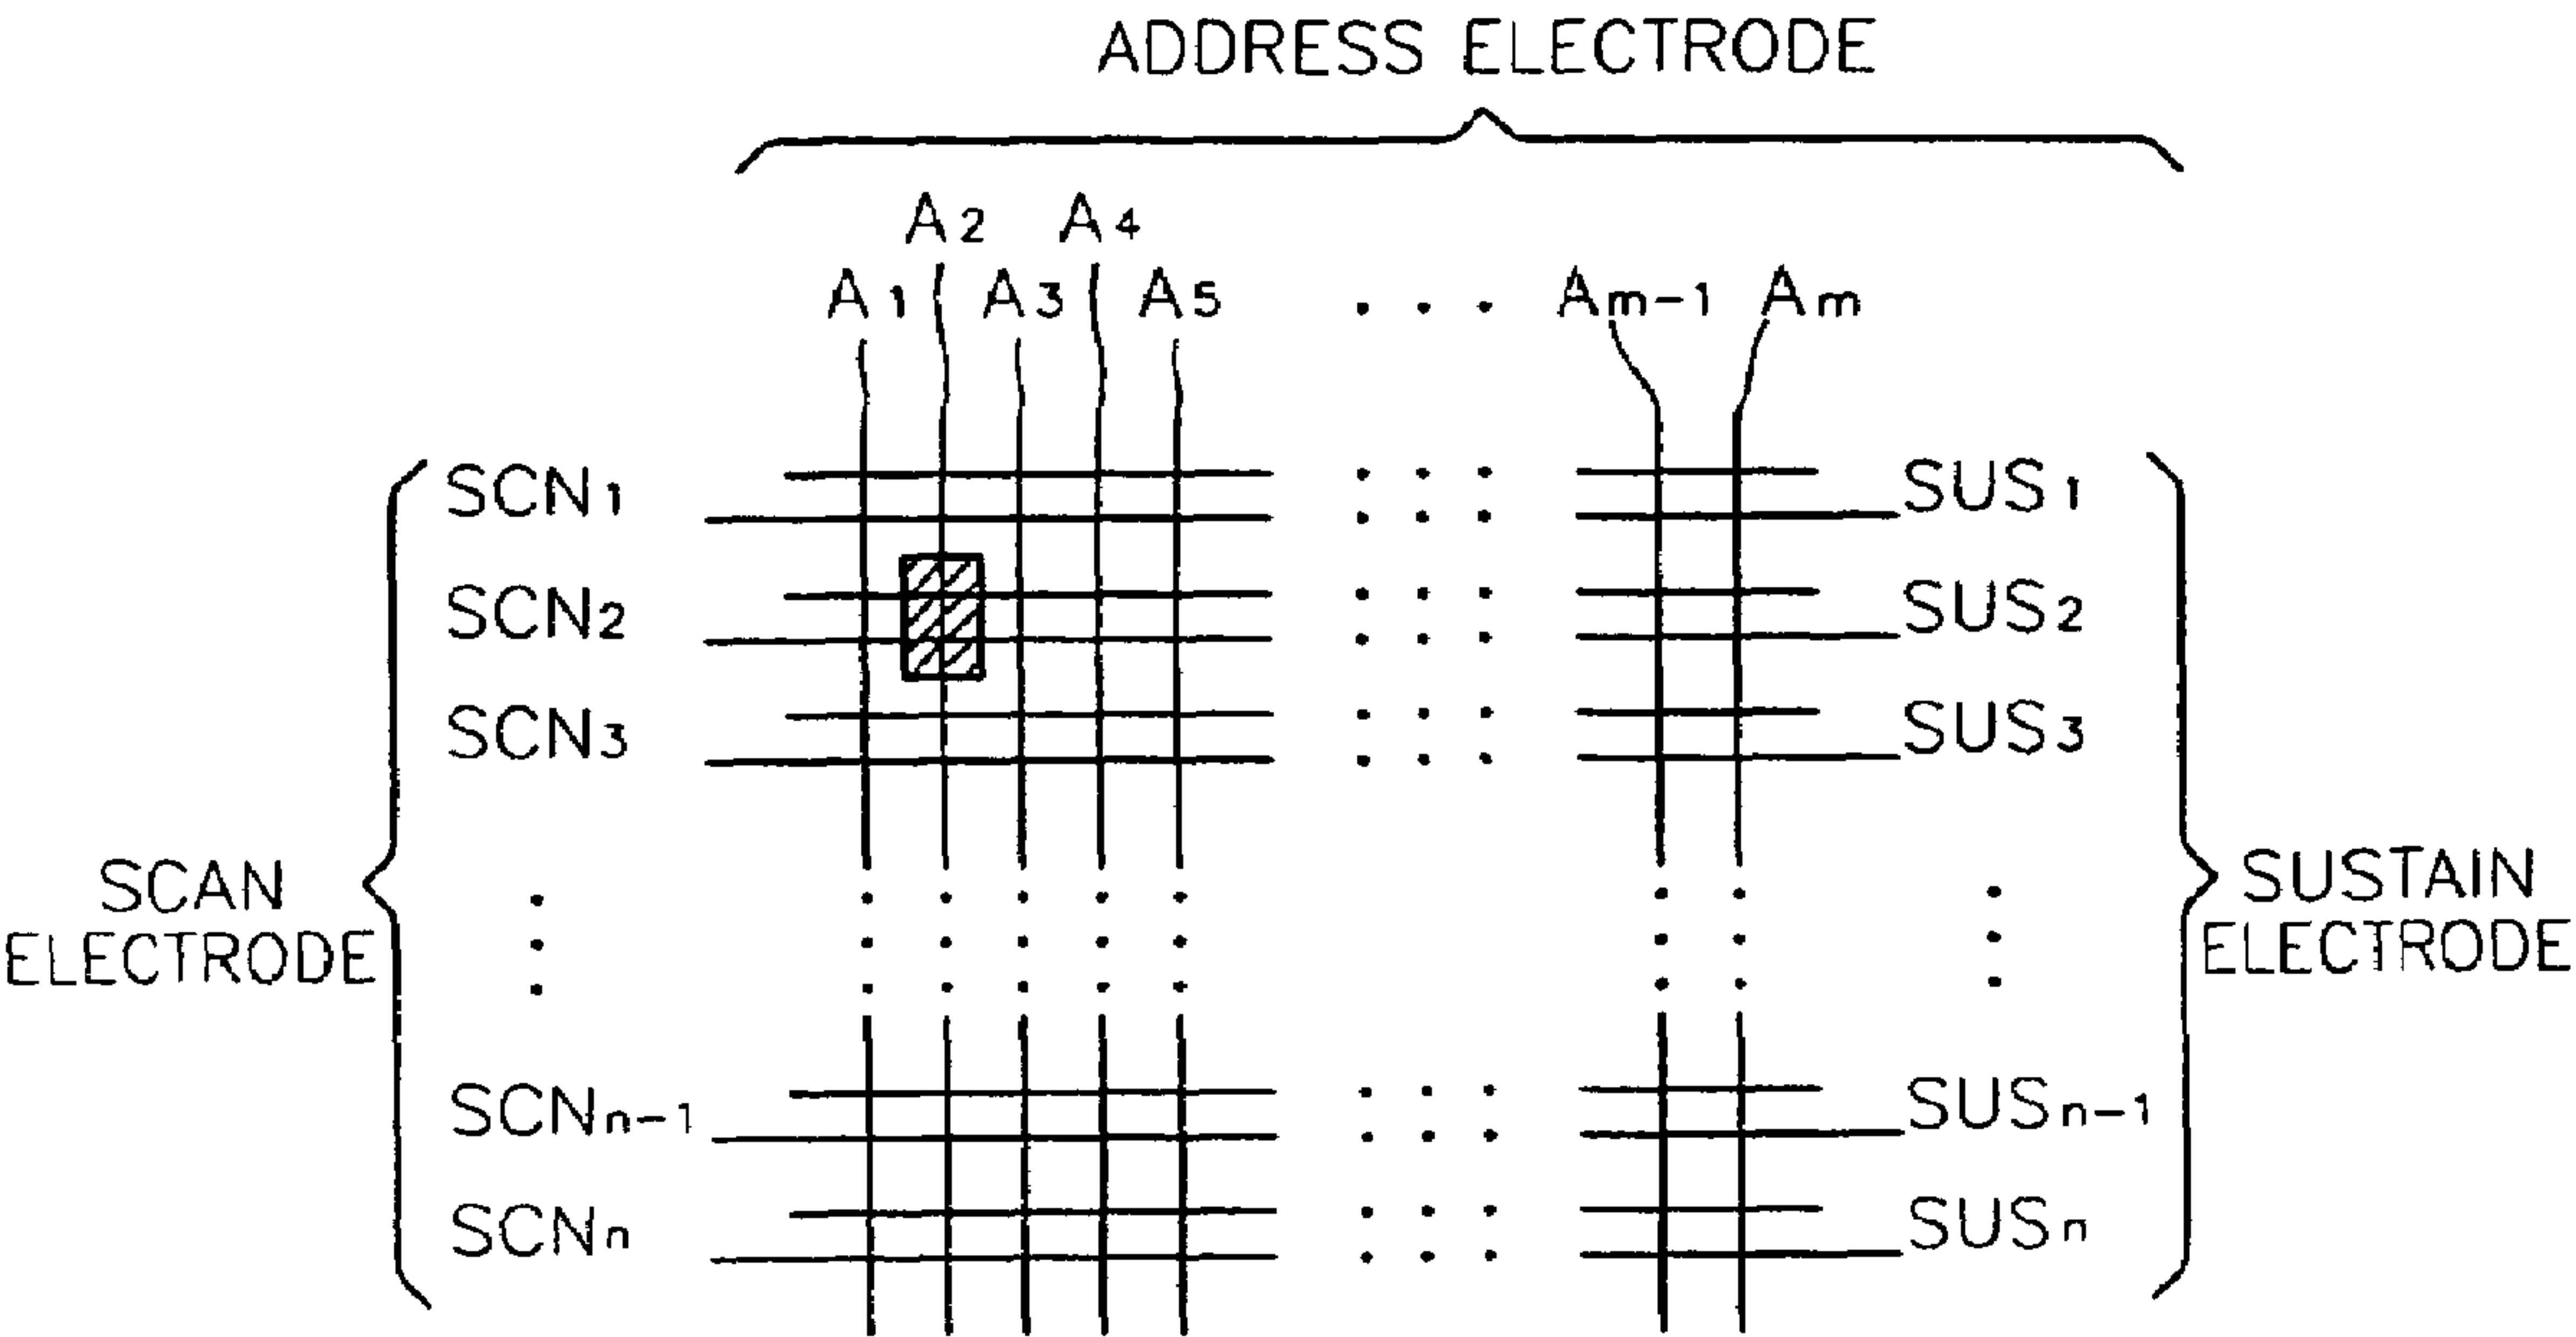 ADDRESS ELECTRODE
A2 A4
A1 A3 A5 . . . Am-1 Am
SCN1 SUS1
SCN2 SUS2
SCN3 SUS3
SCAN ELECTRODE
SUSTAIN ELECTRODE
SCNn-1 SUSn-1
SCNn SUSn